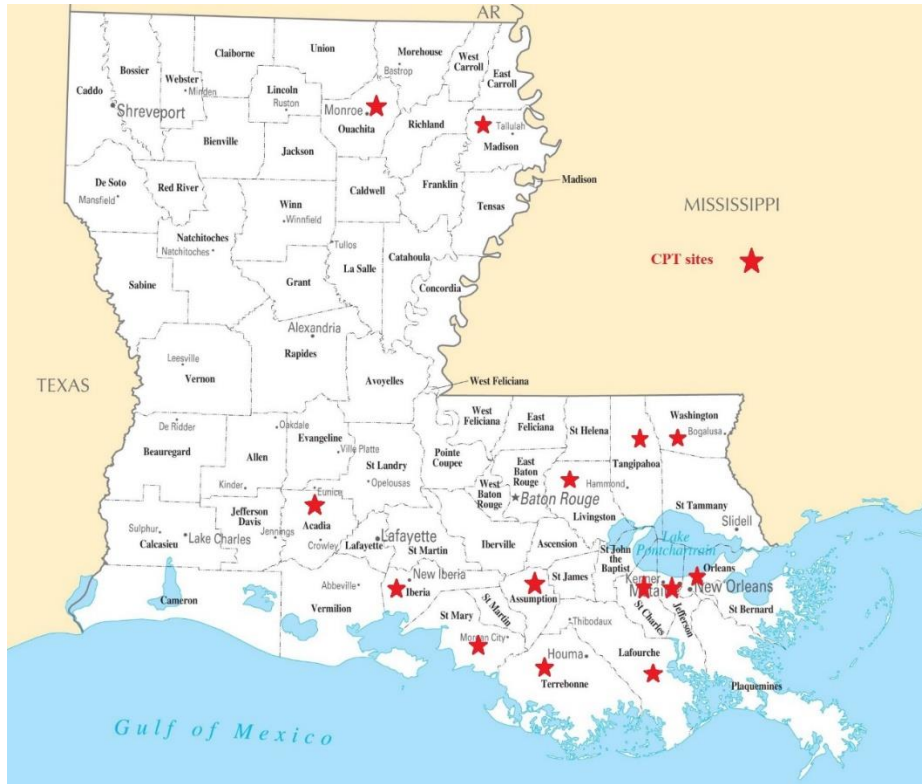 AR
Union
Claiborne
Morehouse
West
Carroll
East
Carroll
Bossier
Webster
Caddo
Lincoln
Bastrop
Minden
Ruston
Shreveport
Monroe
Ouachita
Richland
Tallulah
Madison
Bienville
Jackson
De Soto
Red River
Caldwell
Franklin
Madison
Mansfield
Winn
Tensas
MISSISSIPPI
Winnfield
Natchitoches
Natchitoches
Tullos
La Salle
Catahoula
CPT sites
Sabine
Grant
Concordia
Alexandria
Rapides
Leesville
Vernon
Avoyelles
West Feliciana
TEXAS
De Ridder
Oakdale
Evangeline
West
Feliciana
East
Feliciana
St Helena
Washington
Bogalusa
Beauregard
Allen
Ville Platte
St Landry
Pointe
Coupee
East
Baton
Rouge
Tangipahoa
Kinder
Eunice
Opelousas
West
Baton
Rouge
Baton Rouge
Hammond
Livingston
St Tammany
Jefferson
Davis
Acadia
Slidell
Sulphur
Calcasieu
Lake Charles
Jennings
Crowley
Lafayette
Lafayette
St Martin
Iberville
Ascension
St John
the
Baptist
Lake
Pontchartrain
Cameron
Abbeville
Vermilion
New Iberia
Iberia
St James
Assumption
Kenner
Metairie
Orleans
New Orleans
St Mary
St Martin
Thibodaux
St Charles
Jefferson
St Bernard
Morgan City
Houma
Lafourche
Terrebonne
Plaquemines
Gulf of Mexico